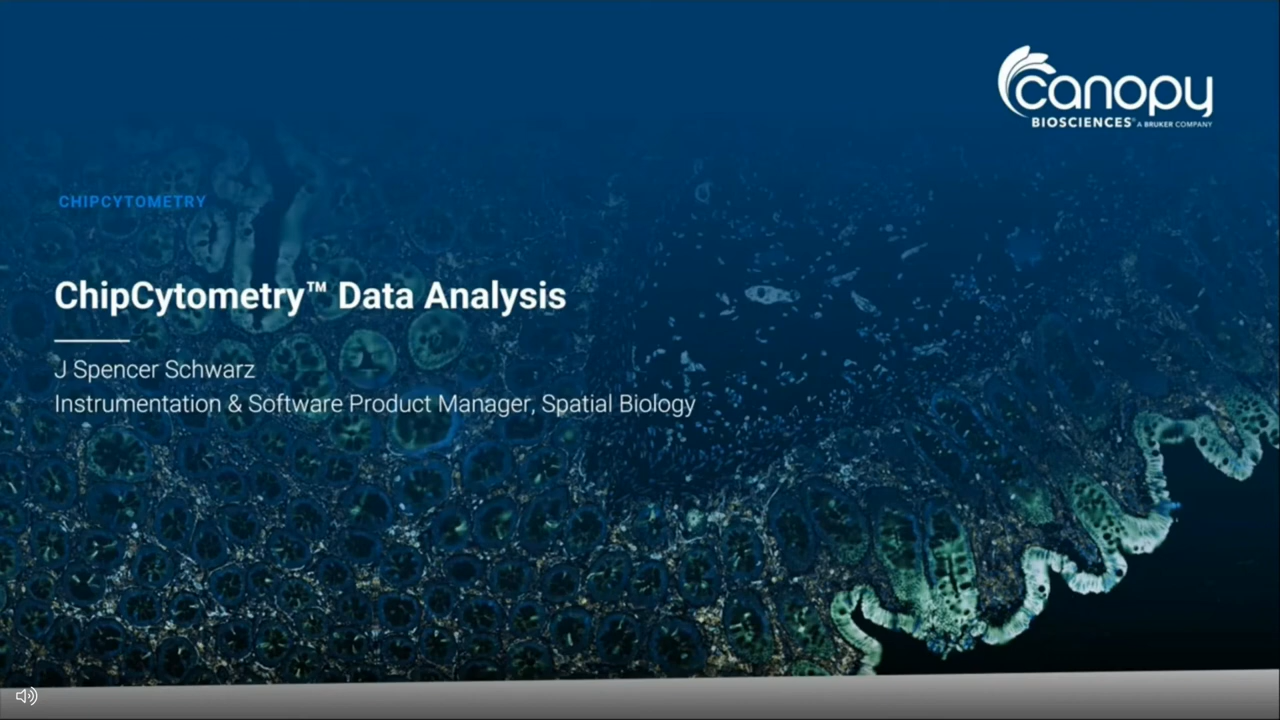 canopy
BIOSCIENCES® A BRUKER COMPANY
CHIPCYTOMETRY
ChipCytometry™ Data Analysis
J Spencer Schwarz
Instrumentation & Software Product Manager, Spatial Biology